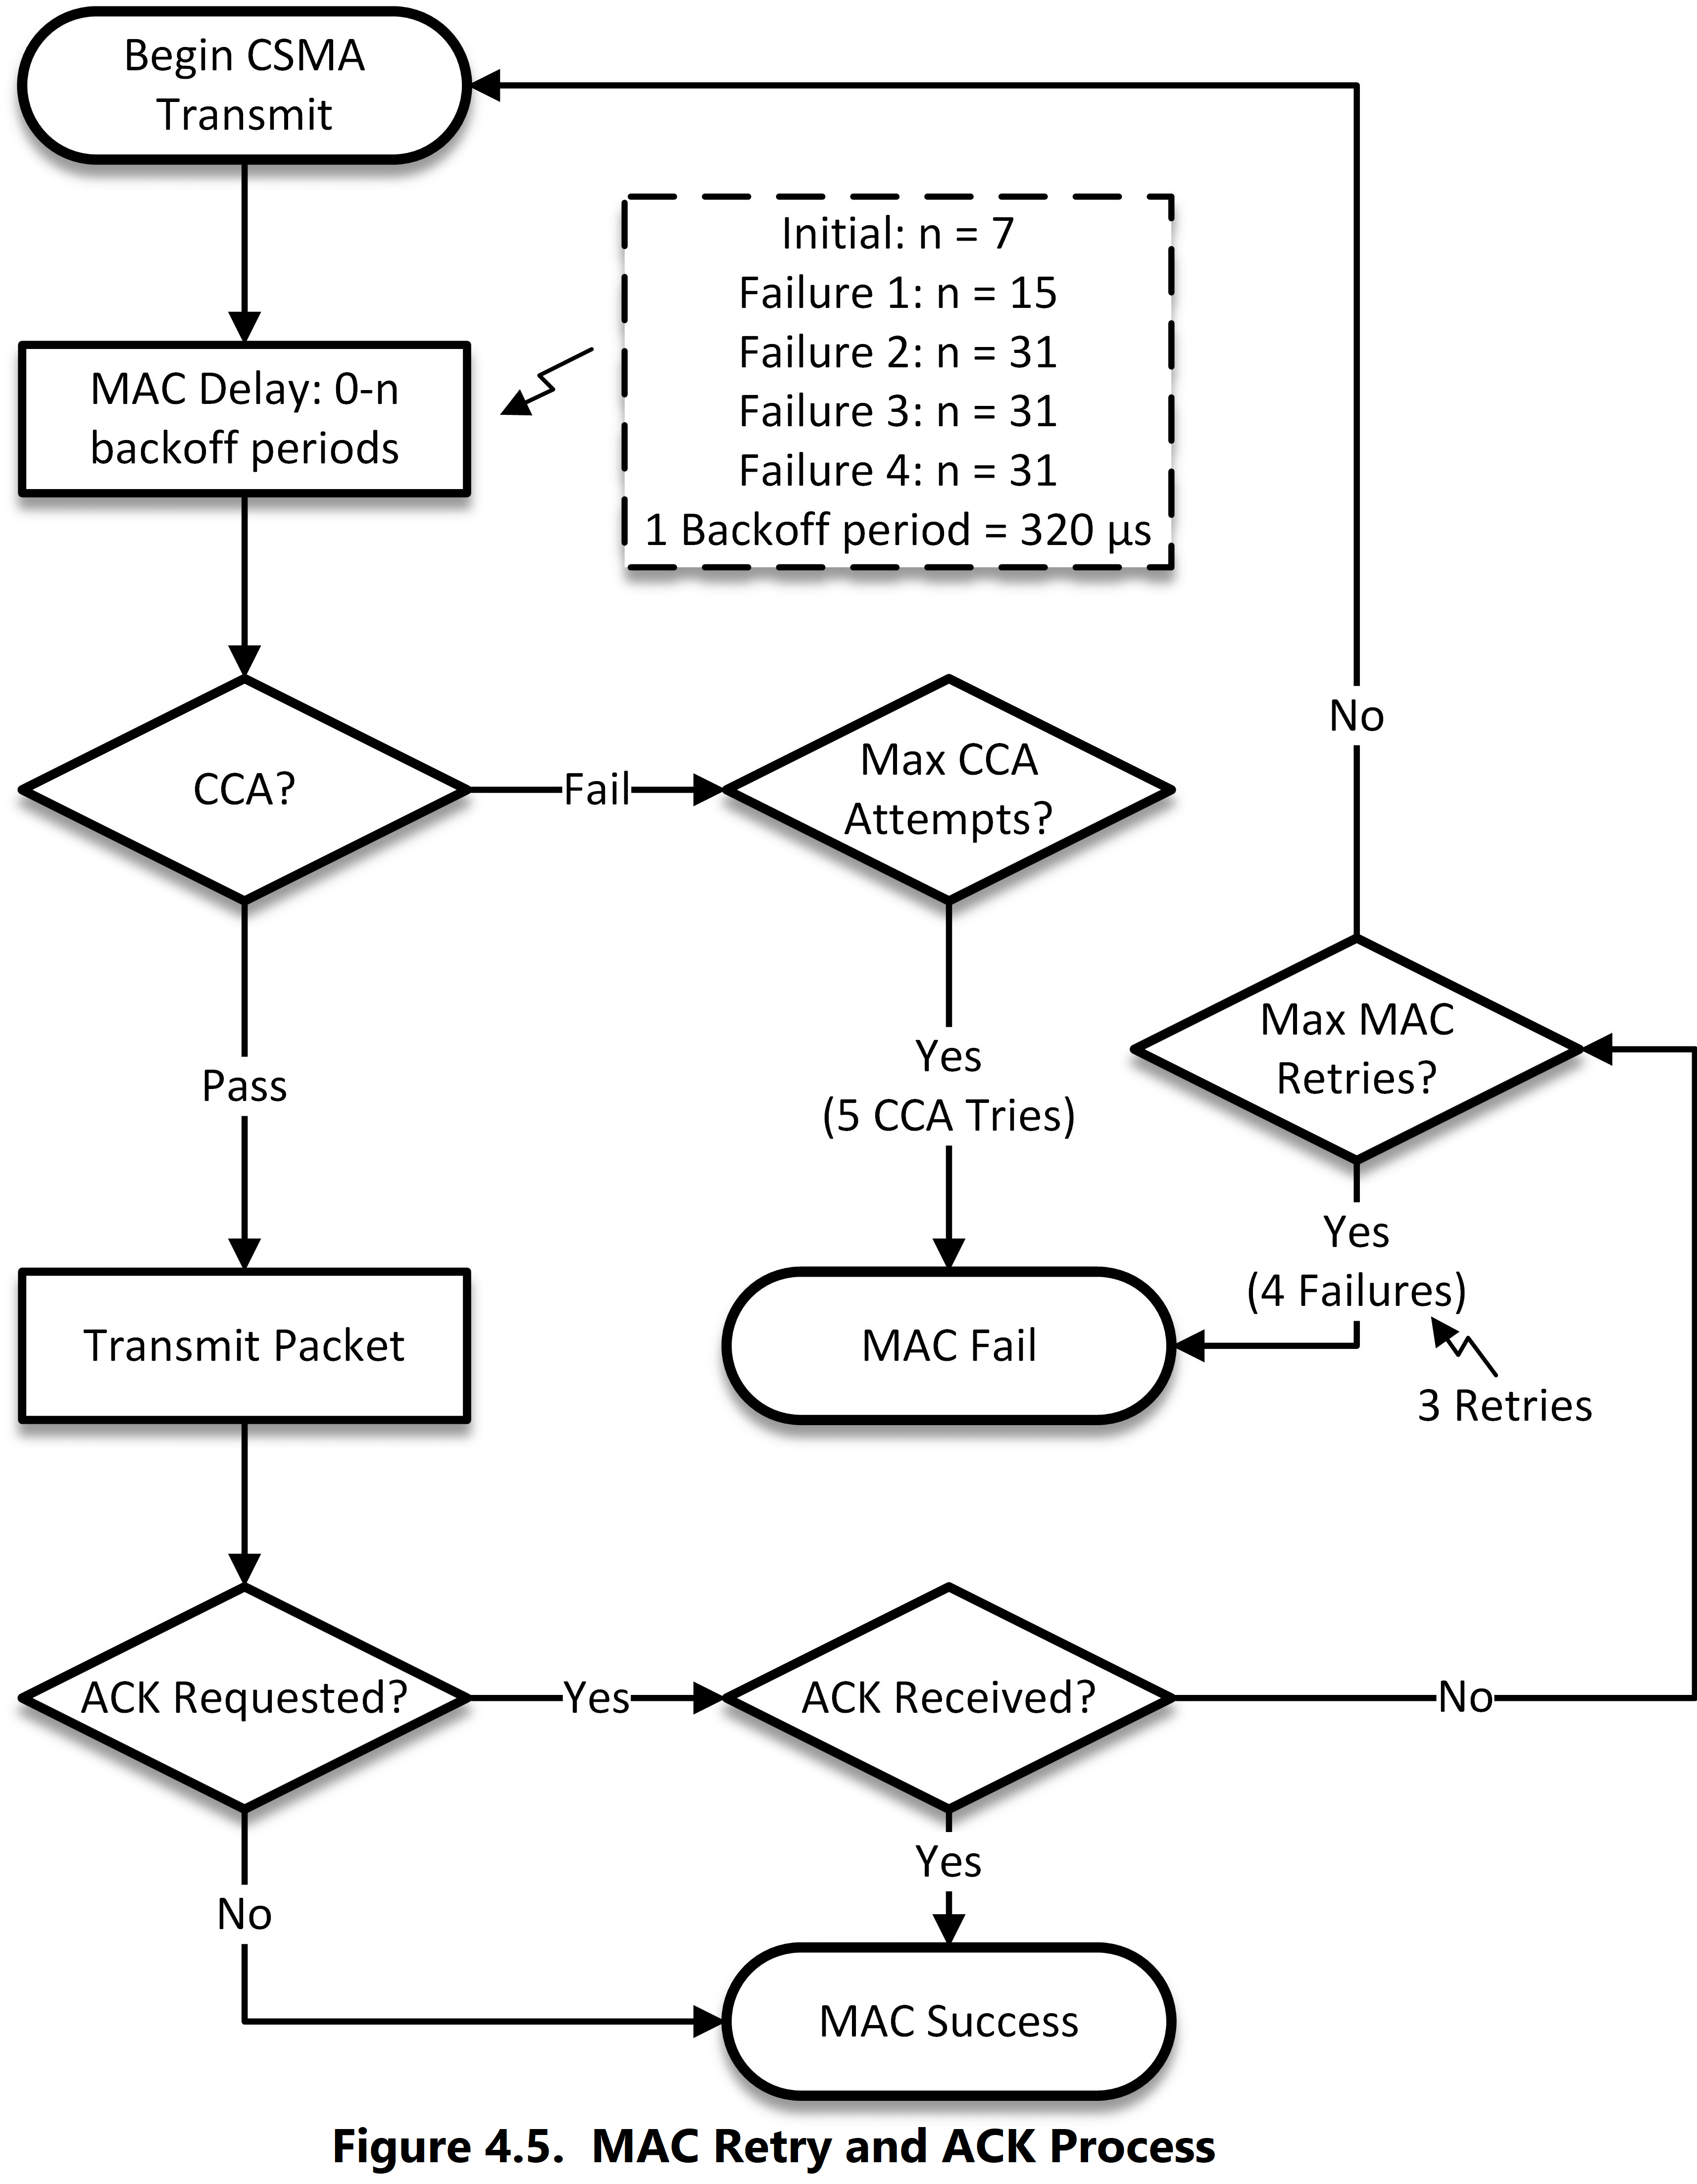 Begin CSMA
Transmit
Initial: n = 7
Failure 1: n = 15
Failure 2: n = 31
Failure 3: n = 31
Failure 4: n = 31
1 Backoff period = 320 µs
MAC Delay: 0-n
backoff periods
No
CCA?
Fail
Max CCA
Attempts?
Pass
Yes
(5 CCA Tries)
Max MAC
Retries?
Yes
(4 Failures)
3 Retries
Transmit Packet
MAC Fail
ACK Requested?
Yes
ACK Received?
No
Yes
No
MAC Success
Figure 4.5. MAC Retry and ACK Process